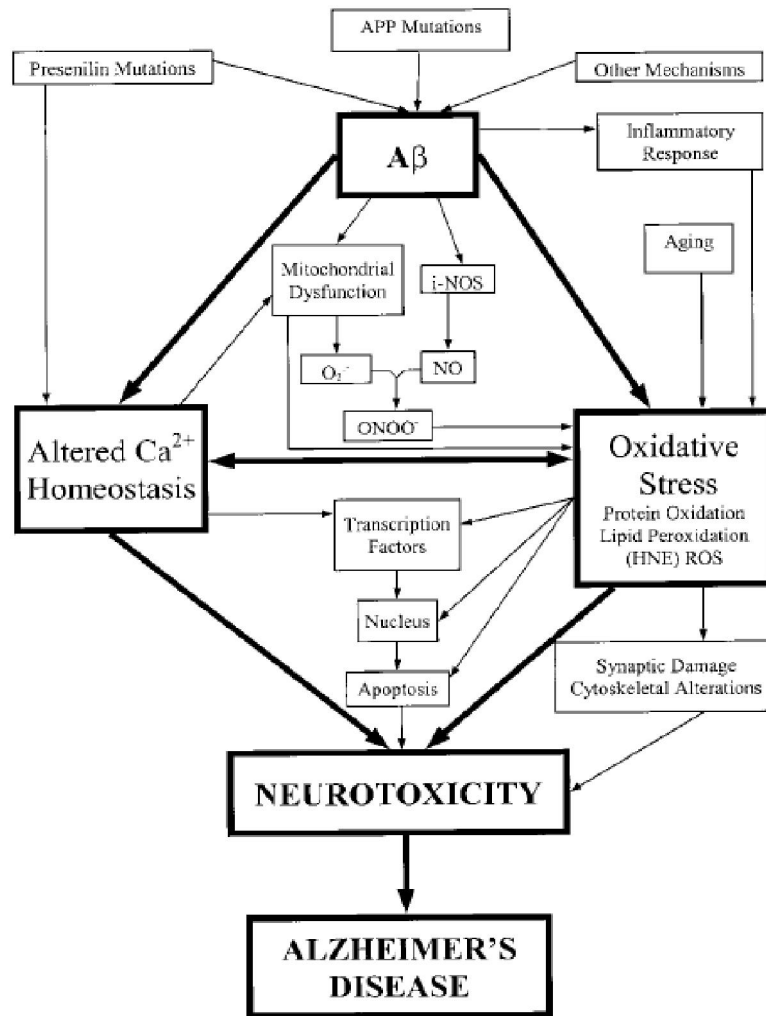 APP Mutations
Presenilin Mutations
Other Mechanisms
Aβ
Inflammatory
Response
Aging
Mitochondrial
Dysfunction
i-NOS
O₂·⁻
NO
ONOO⁻
Altered Ca²⁺
Homeostasis
Oxidative
Stress
Protein Oxidation
Lipid Peroxidation
(HNE) ROS
Transcription
Factors
Nucleus
Apoptosis
Synaptic Damage
Cytoskeletal Alterations
NEUROTOXICITY
ALZHEIMER'S
DISEASE